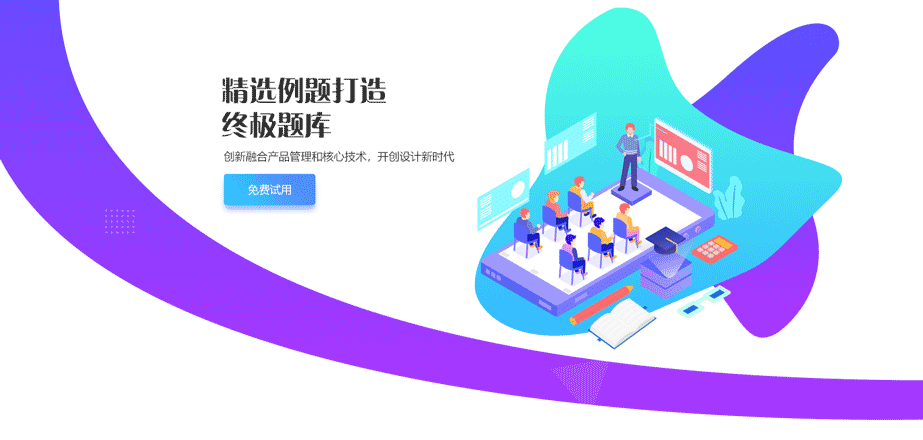 精选例题打造
终极题库
创新融合产品管理和核心技术，开创设计新时代
免费试用